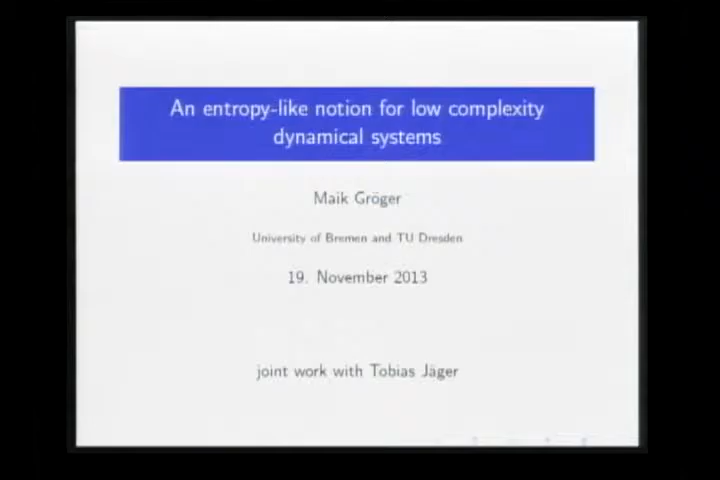 An entropy-like notion for low complexity
dynamical systems
Maik Gröger
University of Bremen and TU Dresden
19. November 2013
joint work with Tobias Jäger